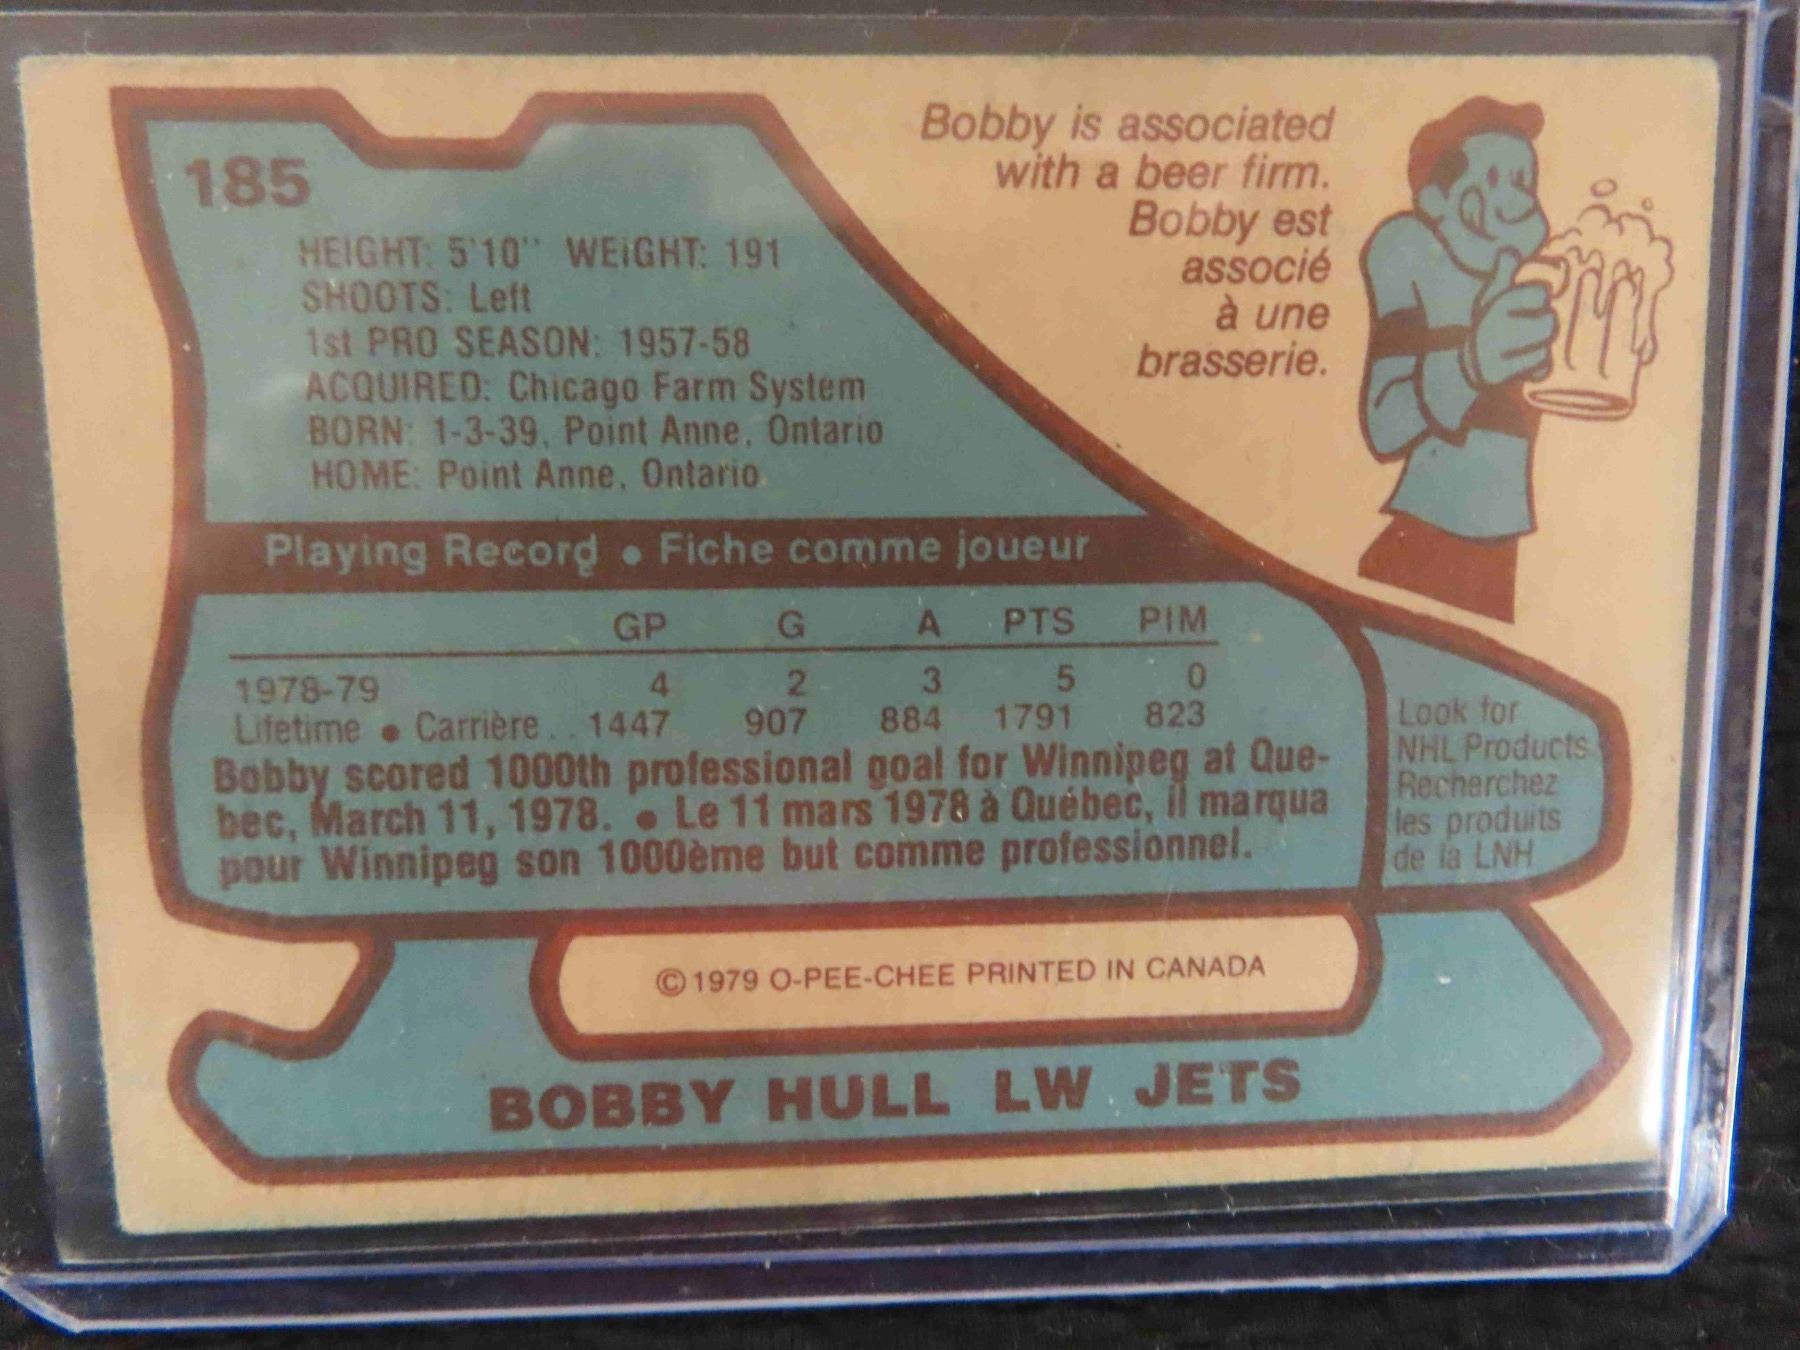 185
HEIGHT: 5'10'' WEIGHT: 191
SHOOTS: Left
1st PRO SEASON: 1957-58
ACQUIRED: Chicago Farm System
BORN: 1-3-39, Point Anne, Ontario
HOME: Point Anne, Ontario
Bobby is associated
with a beer firm.
Bobby est
associé
à une
brasserie.
Playing Record • Fiche comme joueur
GP G A PTS PIM
1978-79 4 2 3 5 0
Lifetime • Carrière . . 1447 907 884 1791 823
Bobby scored 1000th professional goal for Winnipeg at Que-
bec, March 11, 1978. • Le 11 mars 1978 à Québec, il marqua
pour Winnipeg son 1000ème but comme professionnel.
Look for
NHL Products
Recherchez
les produits
de la LNH
© 1979 O-PEE-CHEE PRINTED IN CANADA
BOBBY HULL LW JETS